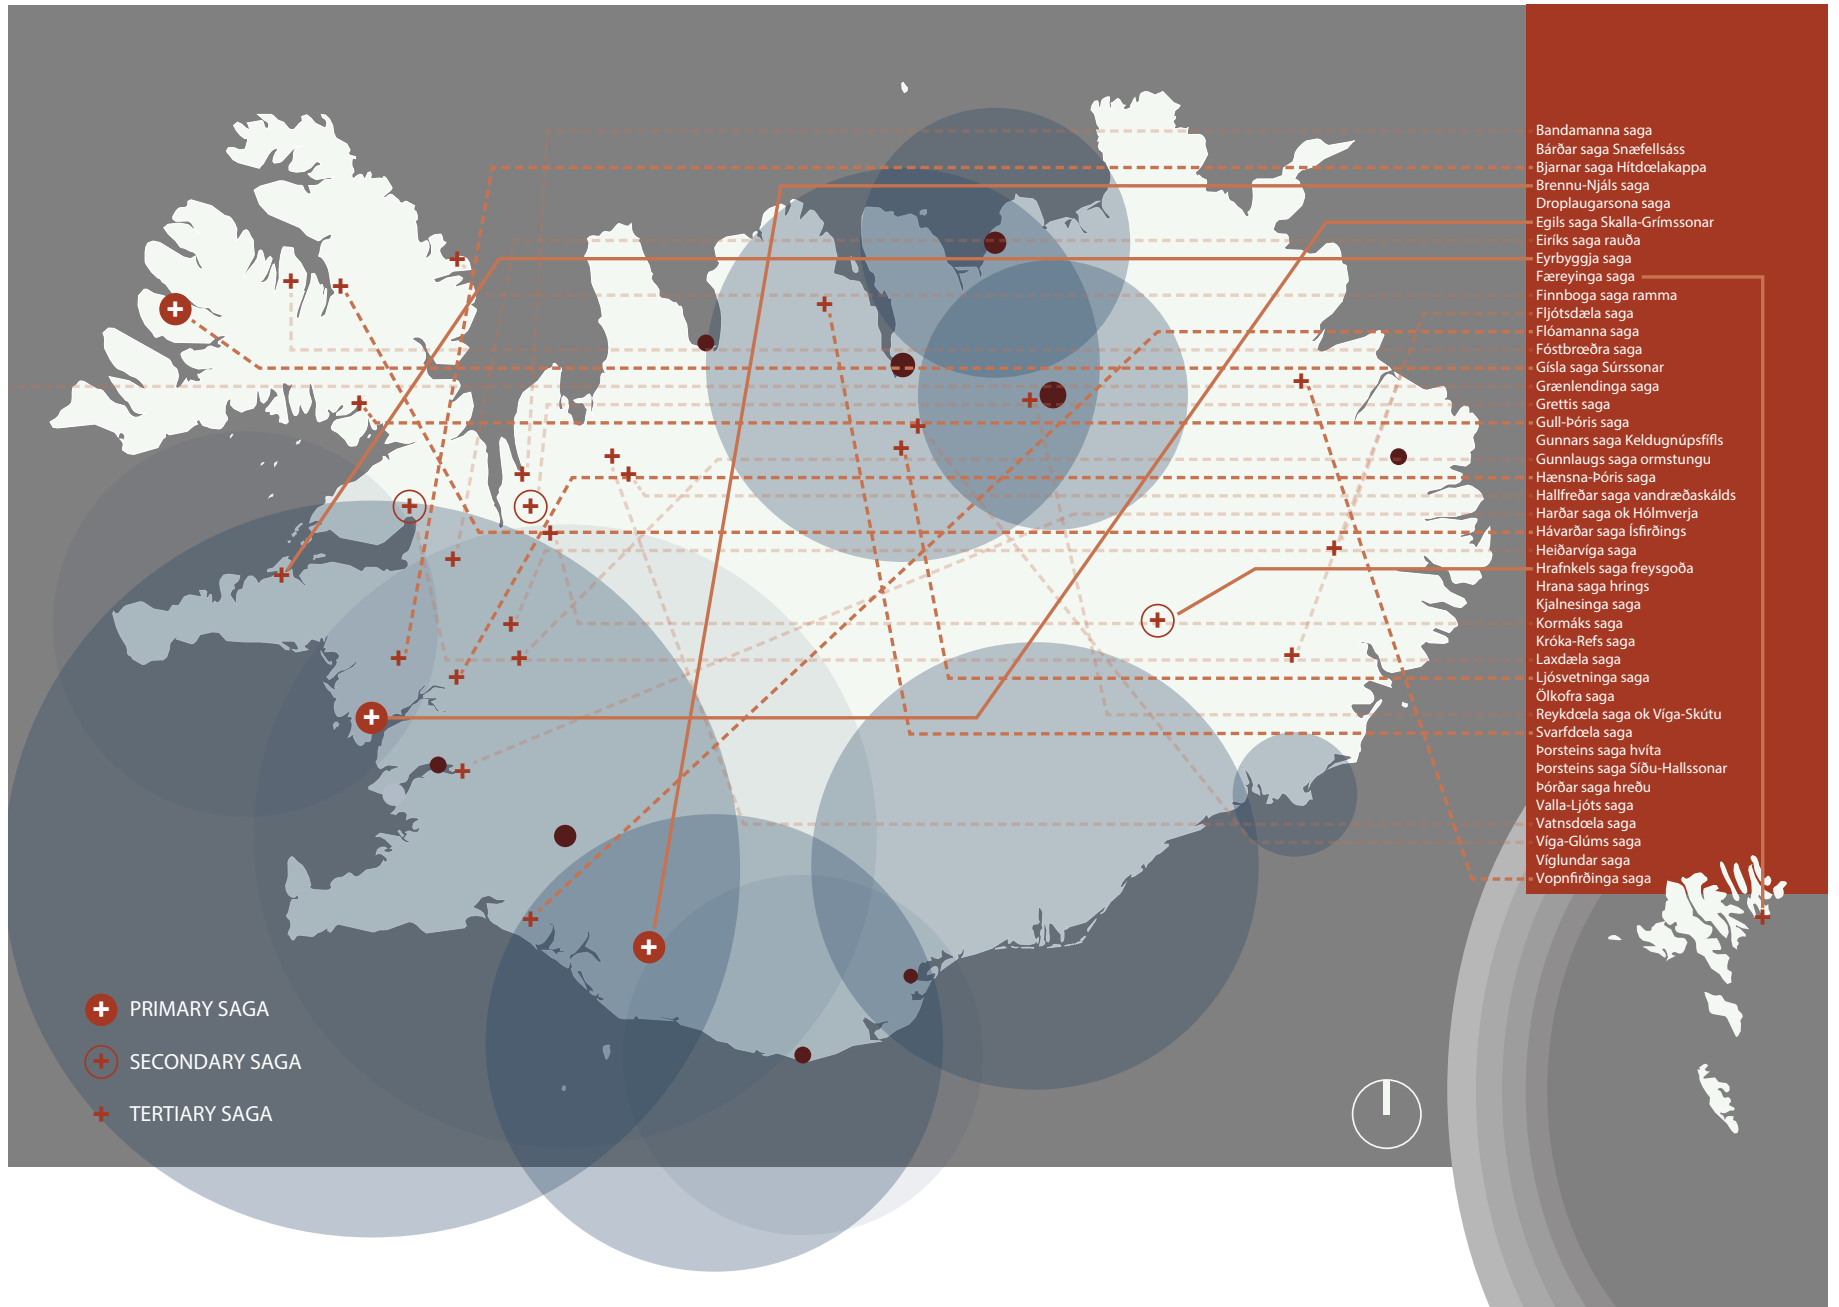 Bandamanna saga
Bárðar saga Snæfellsáss
Bjarnar saga Hítdœlakappa
Brennu-Njáls saga
Droplaugarsona saga
Egils saga Skalla-Grímssonar
Eiríks saga rauða
Eyrbyggja saga
Færeyinga saga
Finnboga saga ramma
Fljótsdæla saga
Flóamanna saga
Fóstbrœðra saga
Gísla saga Súrssonar
Grænlendinga saga
Grettis saga
Gull-Þóris saga
Gunnars saga Keldugnúpsfífls
Gunnlaugs saga ormstungu
Hænsna-Þóris saga
Hallfreðar saga vandræðaskálds
Harðar saga ok Hólmverja
Hávarðar saga Ísfirðings
Heiðarvíga saga
Hrafnkels saga freysgoða
Hrana saga hrings
Kjalnesinga saga
Kormáks saga
Króka-Refs saga
Laxdæla saga
Ljósvetninga saga
Ölkofra saga
Reykdœla saga ok Víga-Skútu
Svarfdœla saga
Þorsteins saga hvíta
Þorsteins saga Síðu-Hallssonar
Þórðar saga hreðu
Valla-Ljóts saga
Vatnsdœla saga
Víga-Glúms saga
Víglundar saga
Vopnfirðinga saga
PRIMARY SAGA
SECONDARY SAGA
TERTIARY SAGA